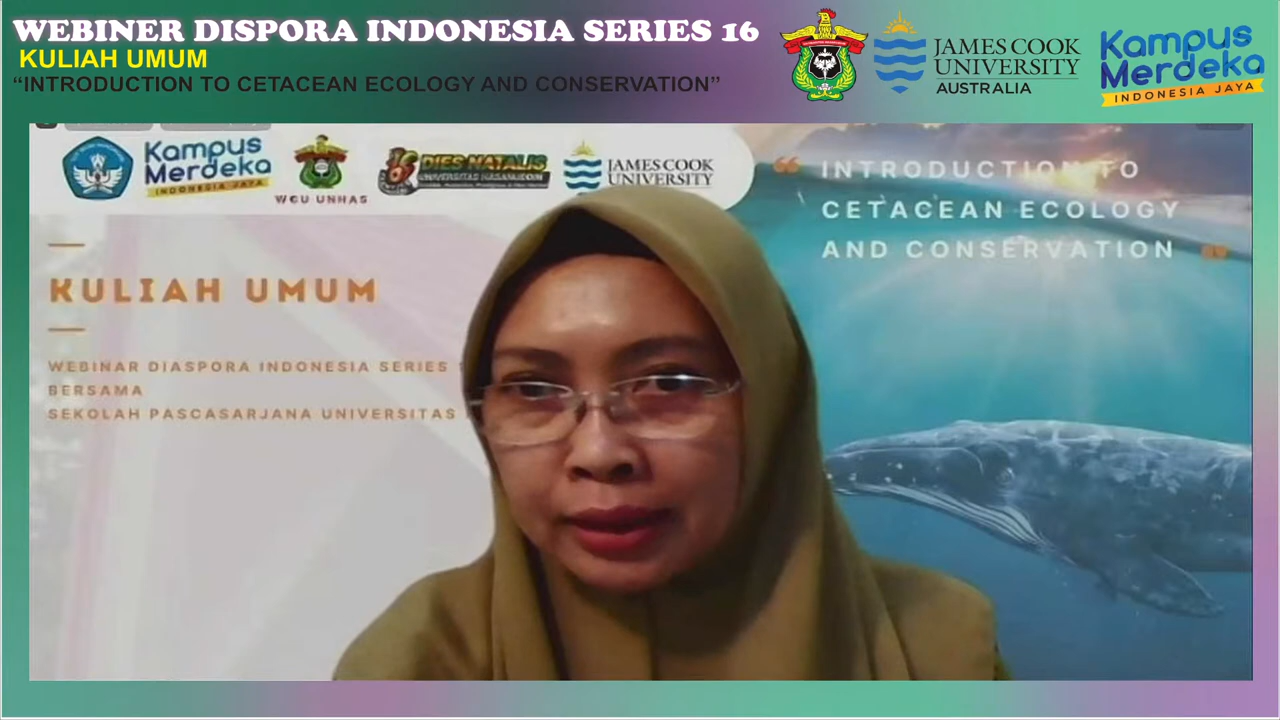 WEBINER DISPORA INDONESIA SERIES 16
KULIAH UMUM
“INTRODUCTION TO CETACEAN ECOLOGY AND CONSERVATION”
JAMES COOK
UNIVERSITY
AUSTRALIA
Kampus
Merdeka
INDONESIA JAYA
Kampus
Merdeka
INDONESIA JAYA
WCU UNHAS
DIES NATALIS
UNIVERSITAS HASANUDDIN
JAMES COOK
UNIVERSITY
“ INTRODUCTION TO
CETACEAN ECOLOGY
AND CONSERVATION
KULIAH UMUM
WEBINAR DIASPORA INDONESIA SERIES
BERSAMA
SEKOLAH PASCASARJANA UNIVERSITAS